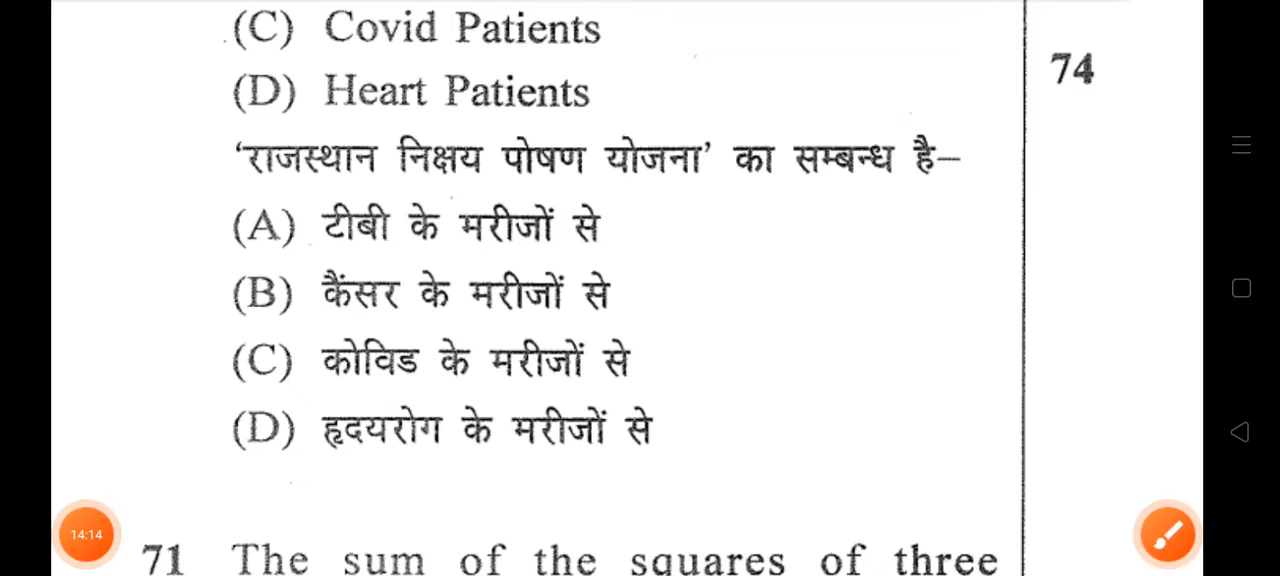 (C) Covid Patients
74
(D) Heart Patients
‘राजस्थान निक्षय पोषण योजना’ का सम्बन्ध है–
(A) टीबी के मरीजों से
(B) कैंसर के मरीजों से
(C) कोविड के मरीजों से
(D) हृदयरोग के मरीजों से
14:14
71 The sum of the squares of three